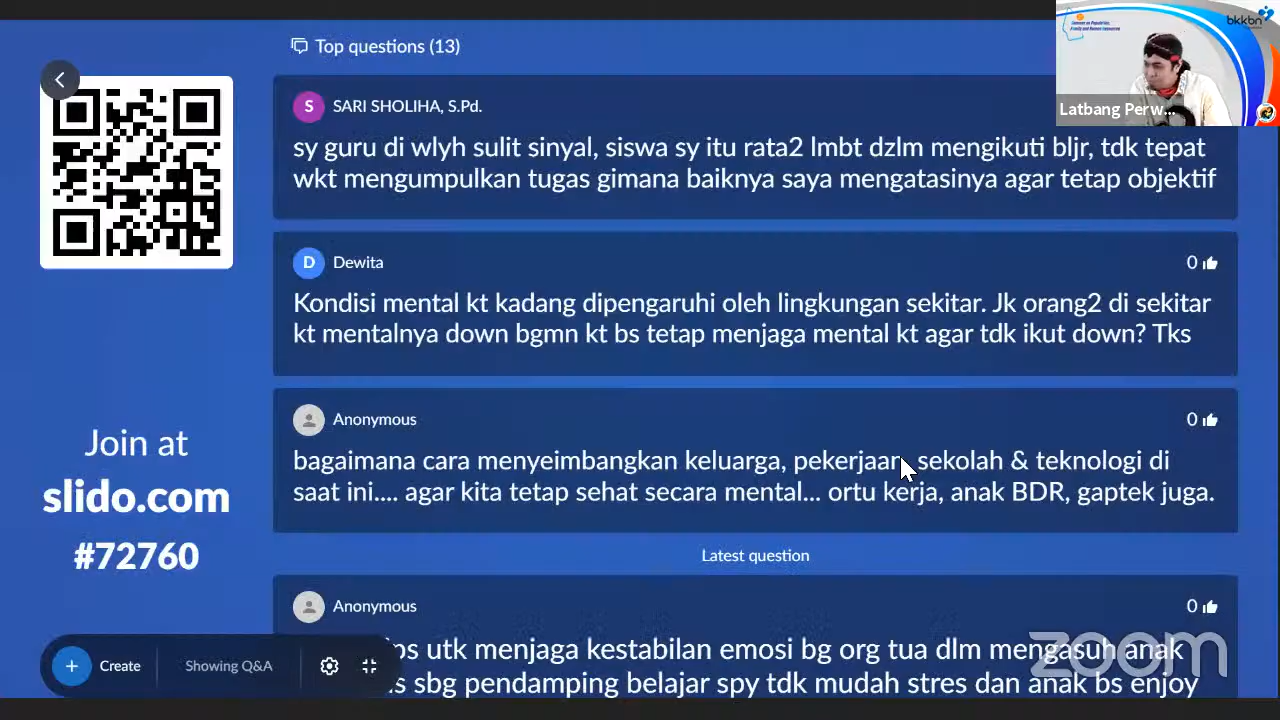 Top questions (13)
S
SARI SHOLIHA, S.Pd.
sy guru di wlyh sulit sinyal, siswa sy itu rata2 lmbt dzlm mengikuti bljr, tdk tepat
wkt mengumpulkan tugas gimana baiknya saya mengatasinya agar tetap objektif
D
Dewita
0
Kondisi mental kt kadang dipengaruhi oleh lingkungan sekitar. Jk orang2 di sekitar
kt mentalnya down bgmn kt bs tetap menjaga mental kt agar tdk ikut down? Tks
Anonymous
0
bagaimana cara menyeimbangkan keluarga, pekerjaan, sekolah & teknologi di
saat ini.... agar kita tetap sehat secara mental... ortu kerja, anak BDR, gaptek juga.
Latest question
Anonymous
0
utk menjaga kestabilan emosi bg org tua dlm mengasuh anak
sbg pendamping belajar spy tdk mudah stres dan anak bs enjoy
Join at
slido.com
#72760
Create
Showing Q&A
bkkbn
Latbang Perw...
zoom